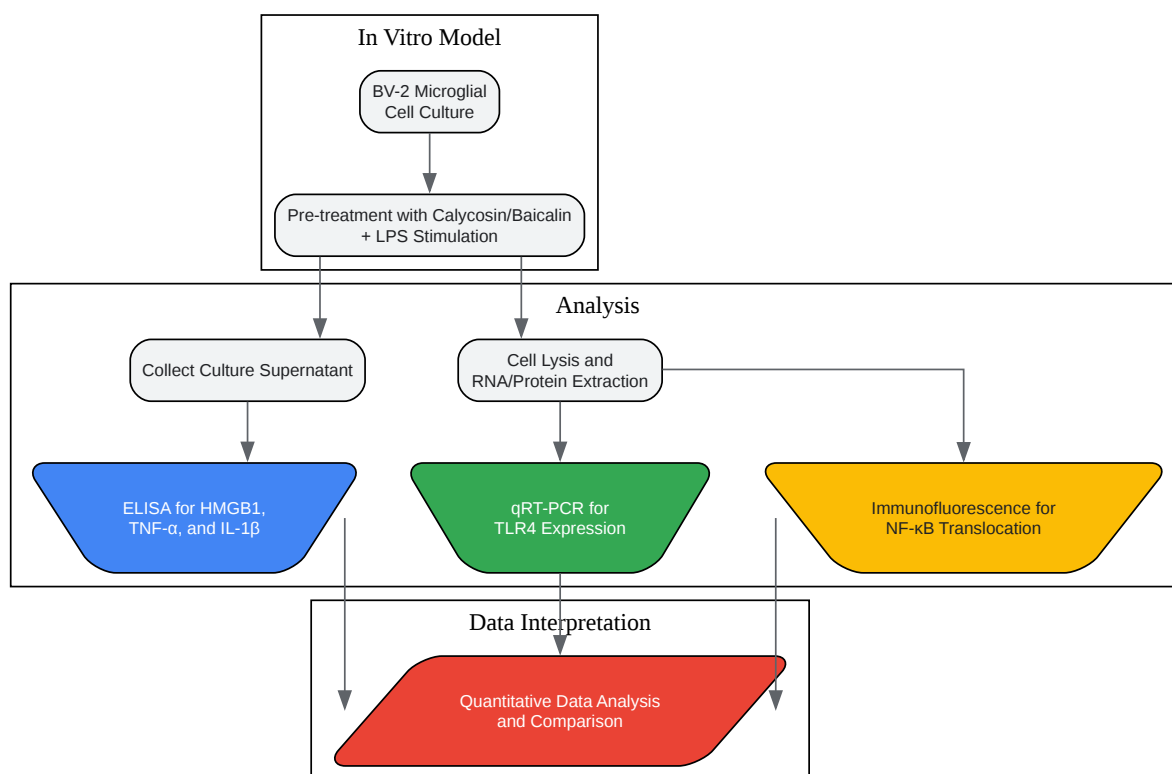 In Vitro Model
BV-2 Microglial
Cell Culture
Pre-treatment with Calycosin/Baicalin
+ LPS Stimulation
Analysis
Collect Culture Supernatant
Cell Lysis and
RNA/Protein Extraction
ELISA for HMGB1,
TNF-α, and IL-1β
qRT-PCR for
TLR4 Expression
Immunofluorescence for
NF-κB Translocation
Data Interpretation
Quantitative Data Analysis
and Comparison